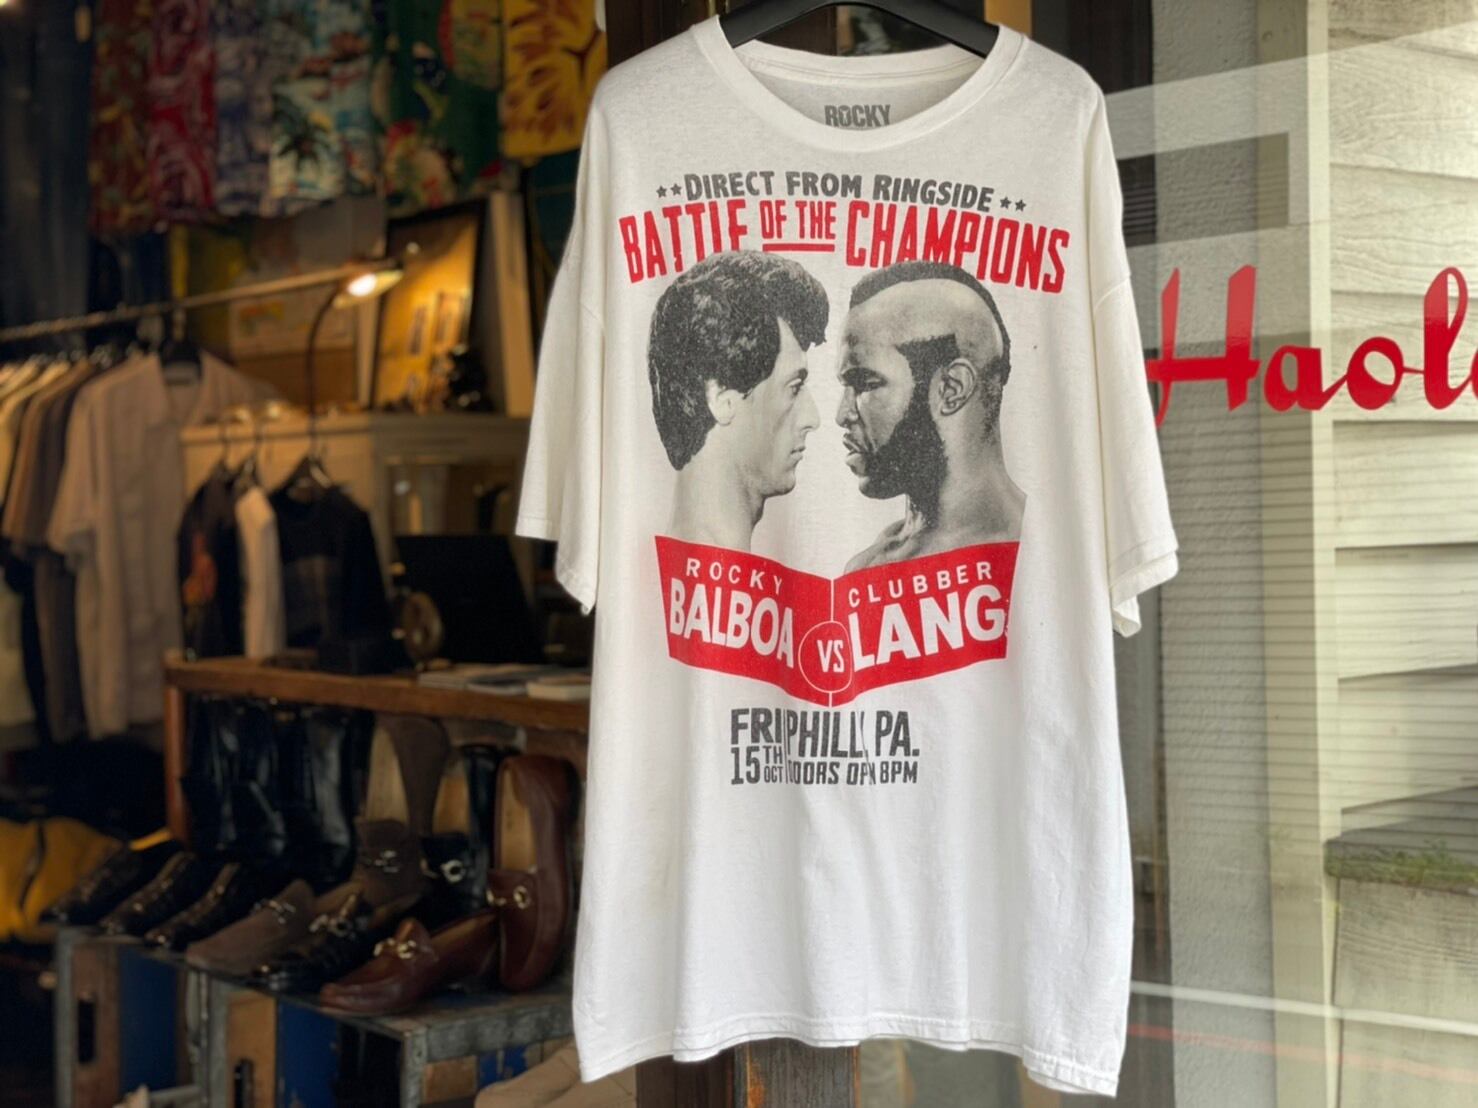 ROCKY
DIRECT FROM RINGSIDE
BATTLE OF THE CHAMPIONS
ROCKY
BALBOA
VS
CLUBBER
LANG
FRI
15TH
OCT
PHILLY, PA.
DOORS OPN 8PM
Haol